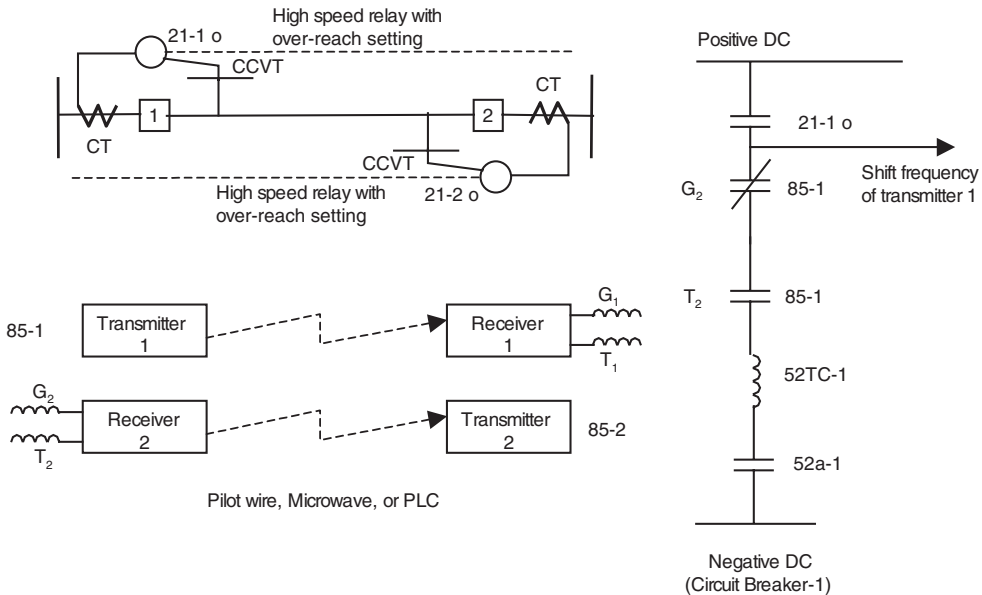 High speed relay with
over-reach setting
21-1 o
CCVT
CT
1
2
CT
CCVT
High speed relay with
over-reach setting
21-2 o
85-1
Transmitter
1
Receiver
1
G1
T1
G2
T2
Receiver
2
Transmitter
2
85-2
Pilot wire, Microwave, or PLC
Positive DC
21-1 o
Shift frequency
of transmitter 1
G2
85-1
T2
85-1
52TC-1
52a-1
Negative DC
(Circuit Breaker-1)